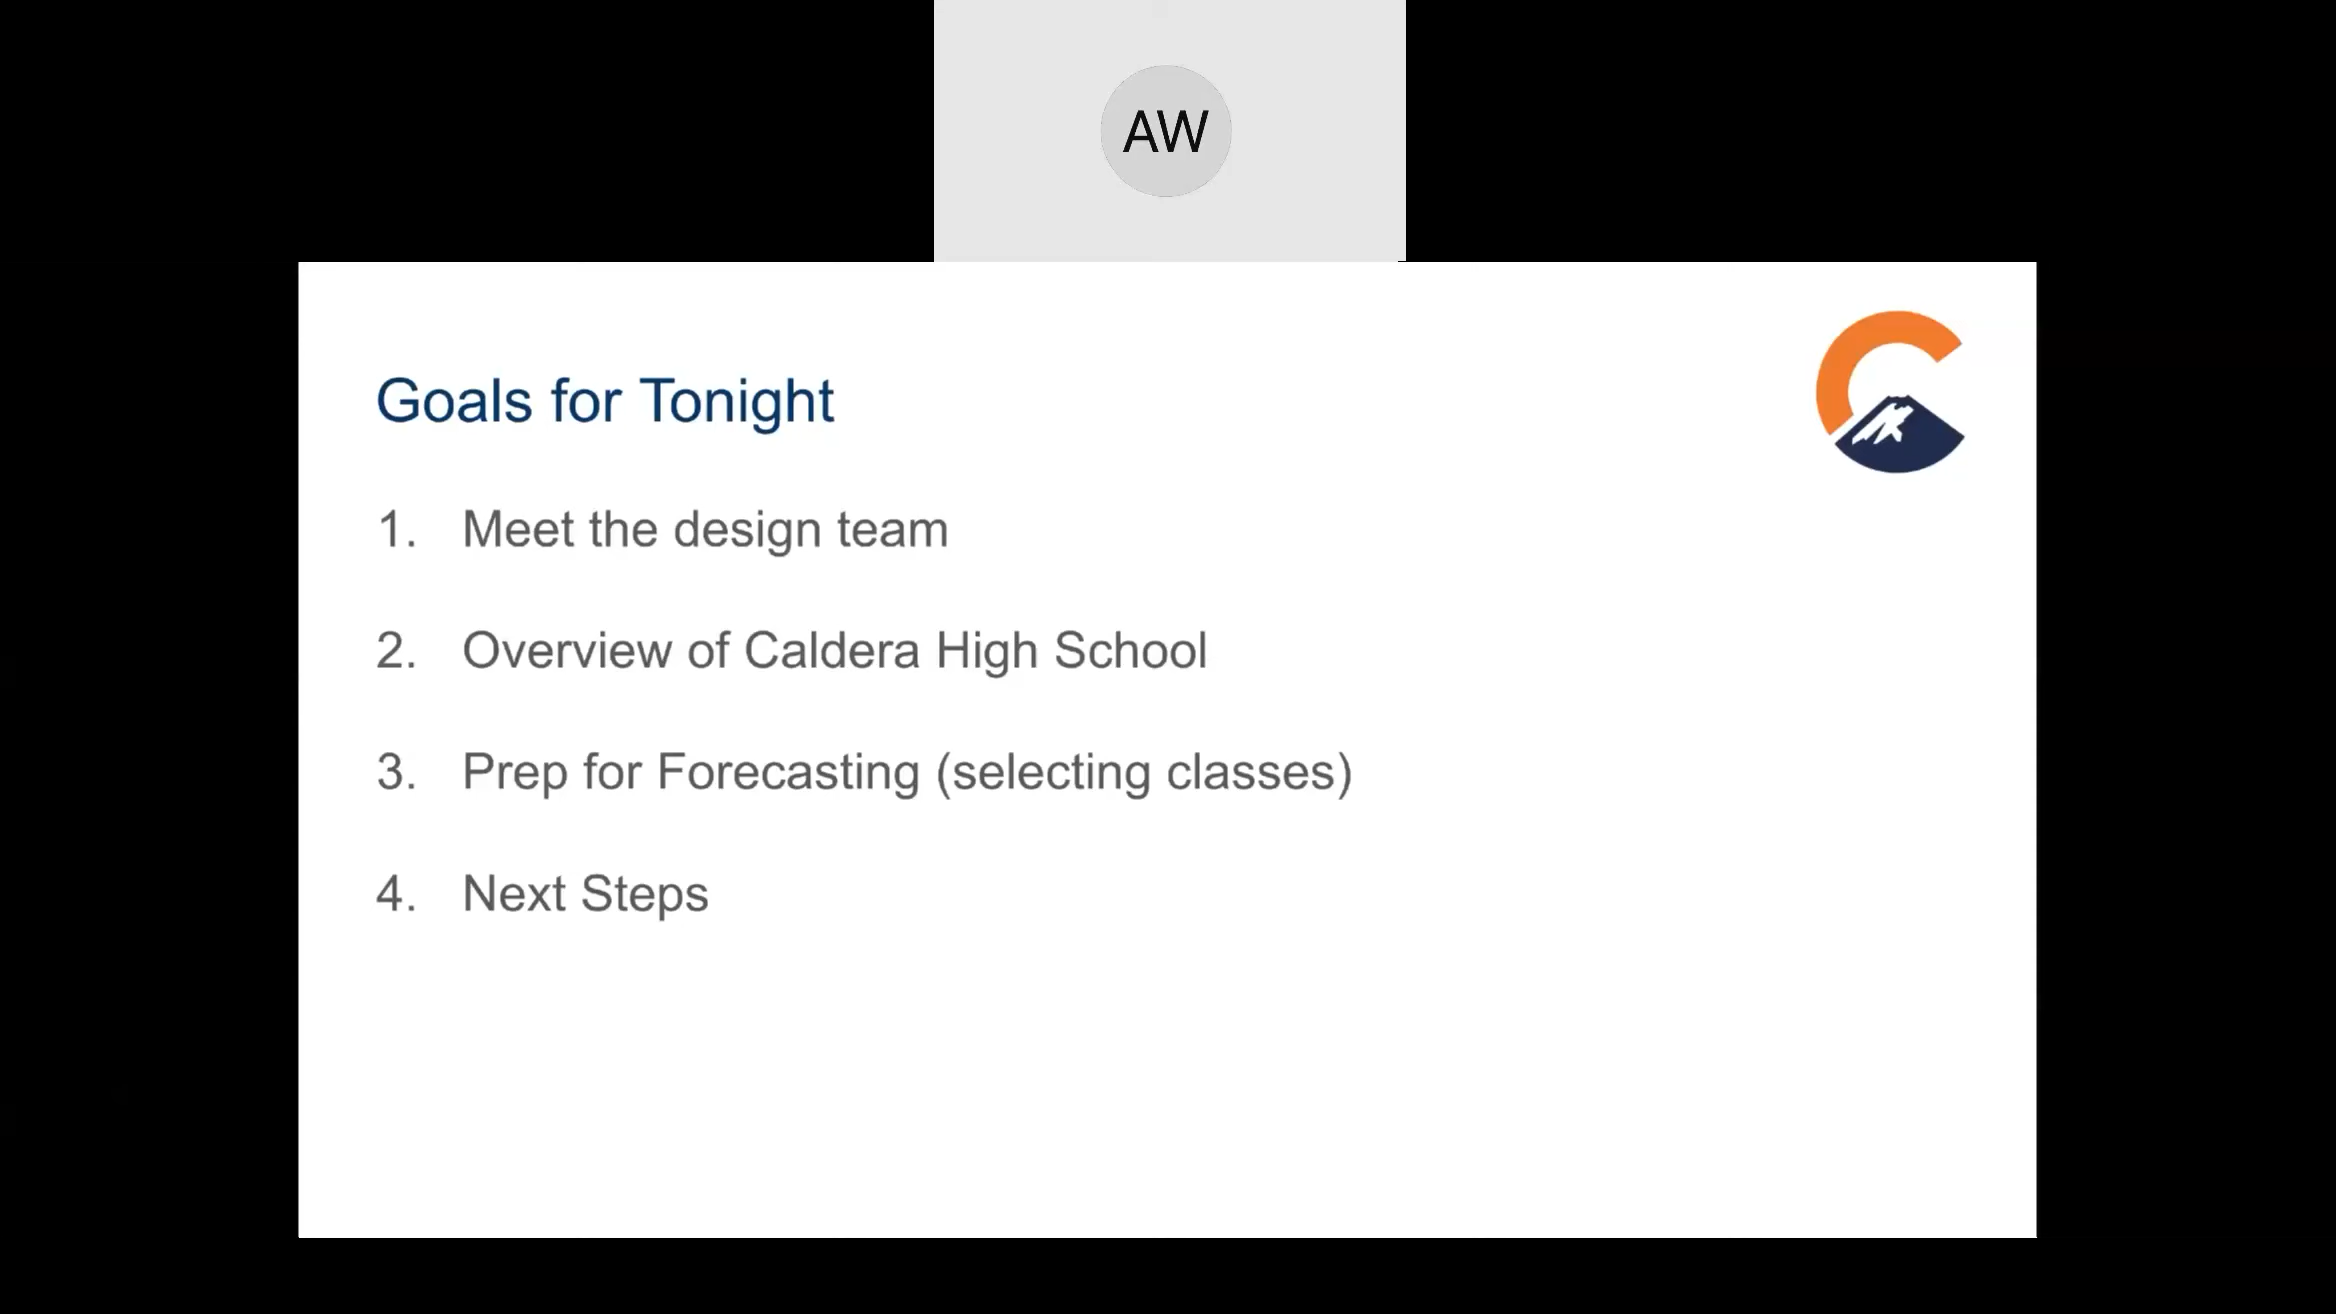 AW
Goals for Tonight
1. Meet the design team
2. Overview of Caldera High School
3. Prep for Forecasting (selecting classes)
4. Next Steps